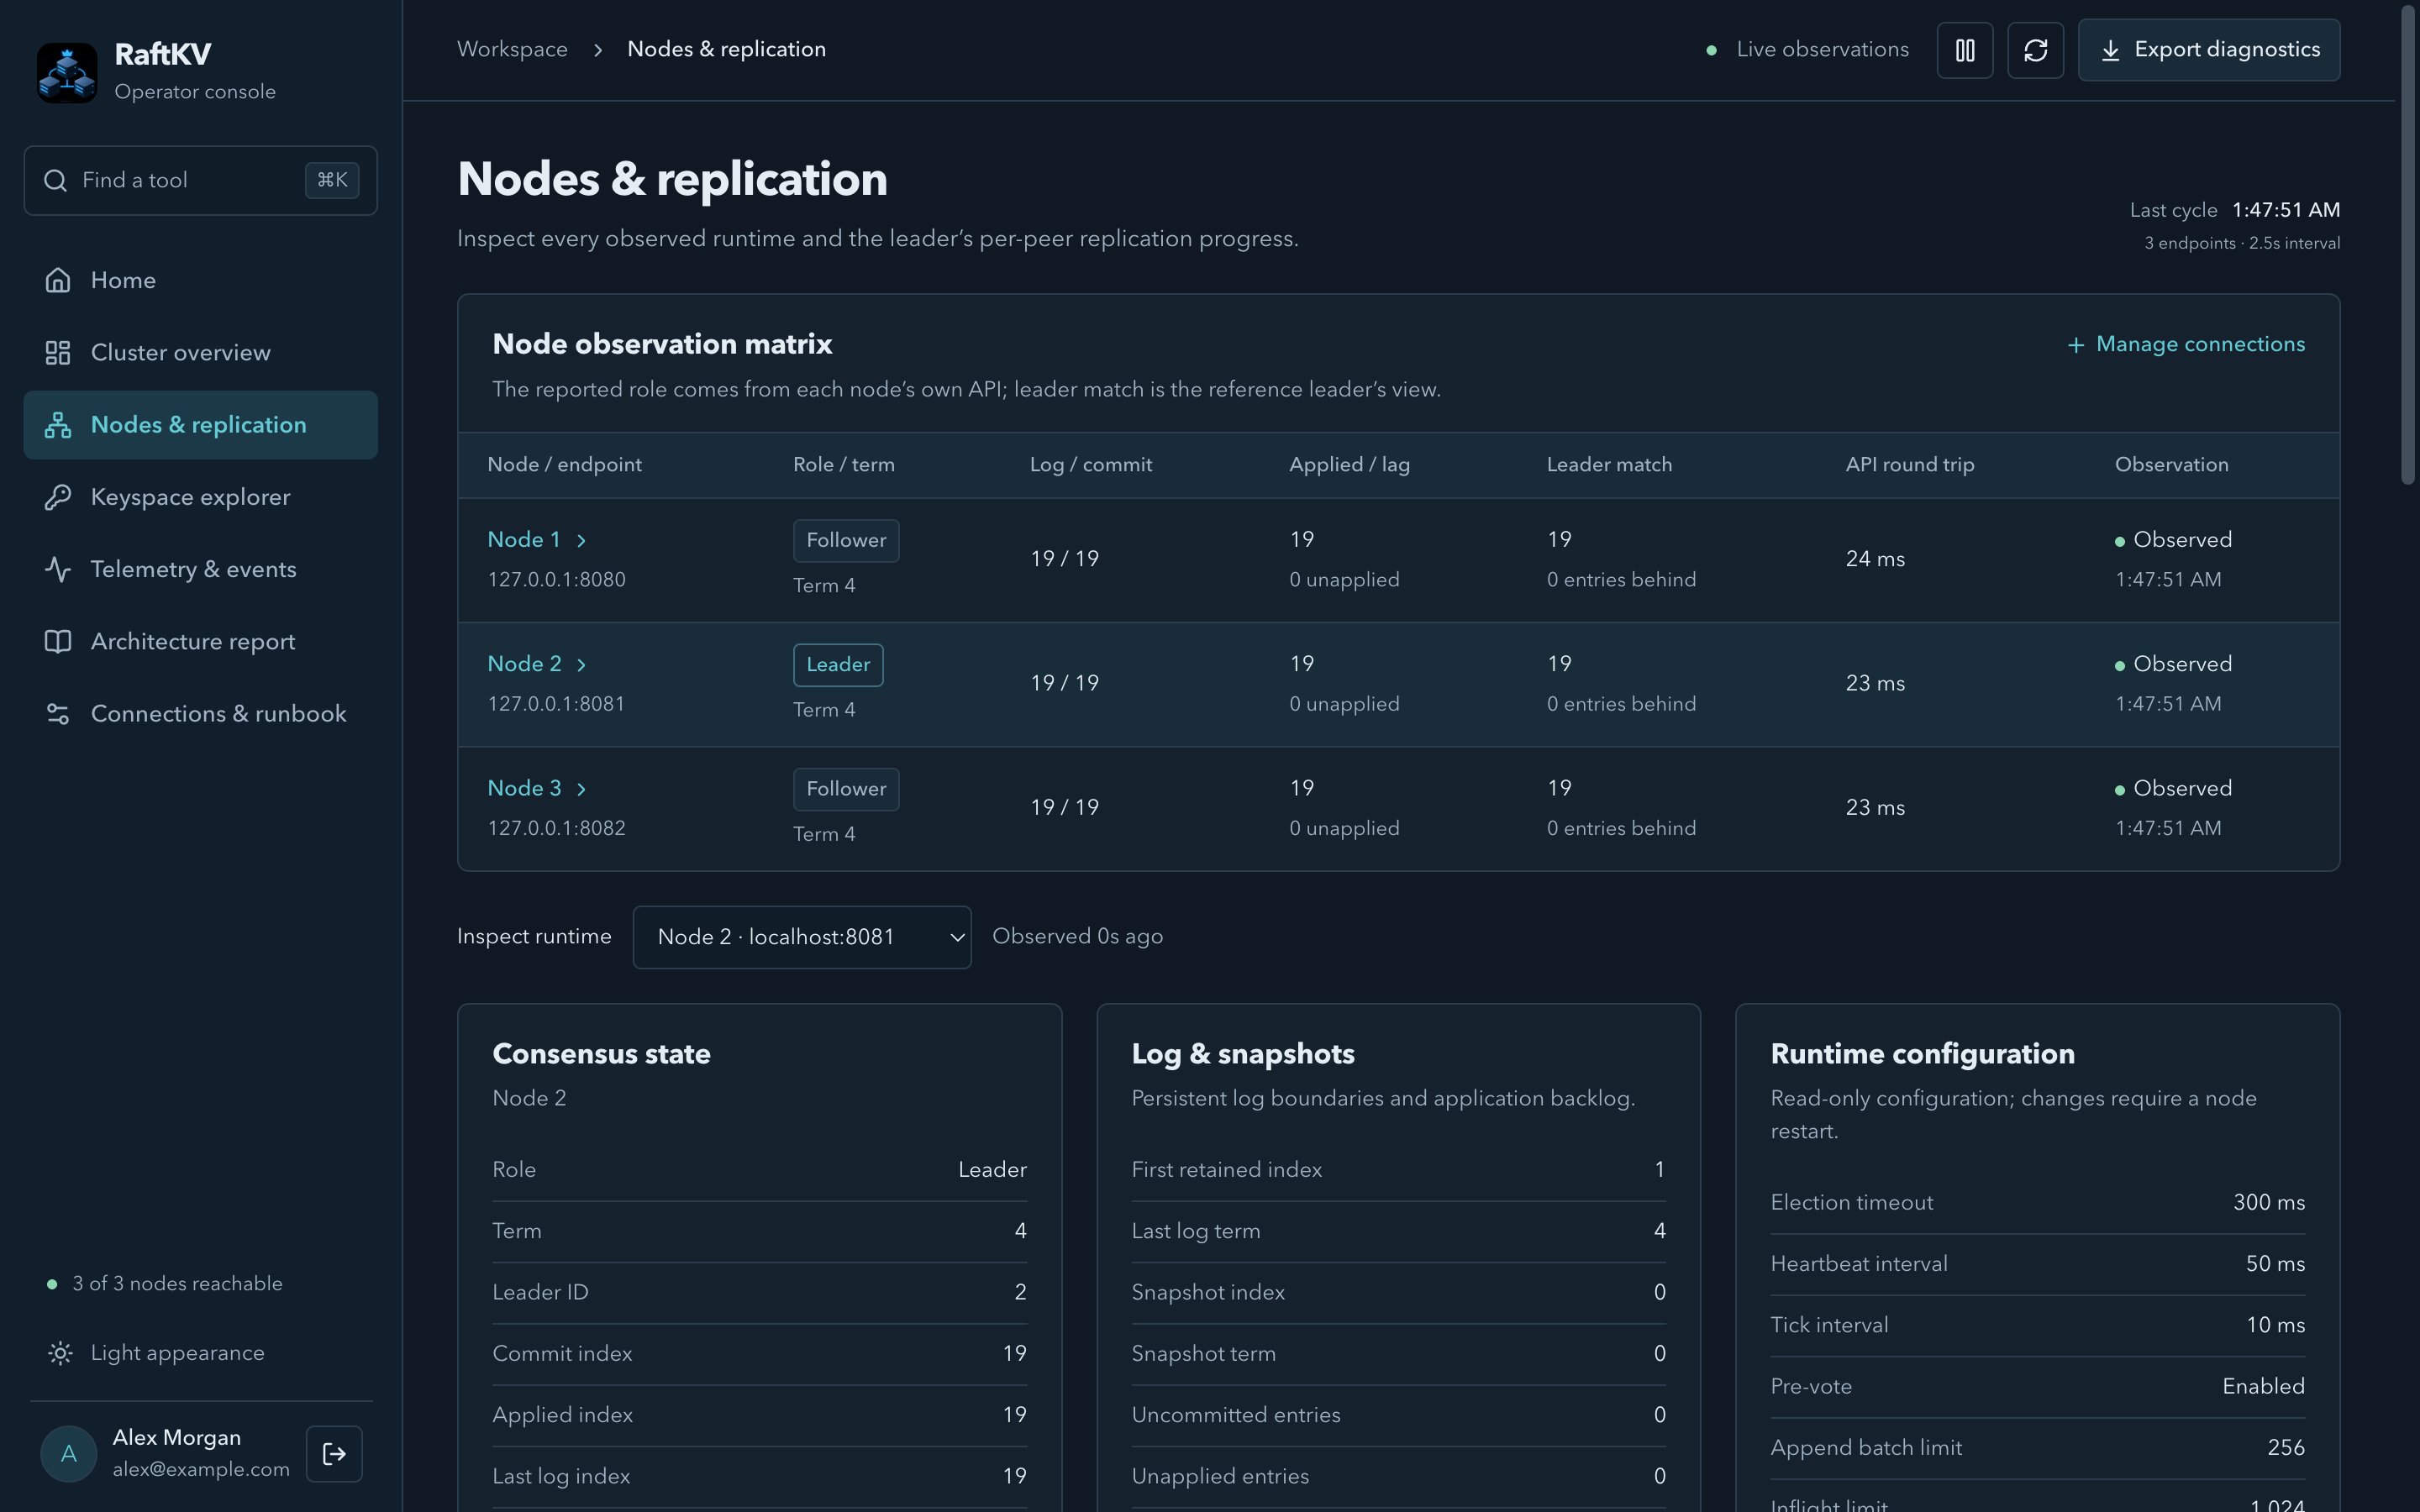 RaftKV
Operator console
Find a tool
⌘K
Home
Cluster overview
Nodes & replication
Keyspace explorer
Telemetry & events
Architecture report
Connections & runbook
3 of 3 nodes reachable
Light appearance
A
Alex Morgan
alex@example.com
Workspace > Nodes & replication
Live observations
Export diagnostics
Nodes & replication
Inspect every observed runtime and the leader’s per-peer replication progress.
Last cycle 1:47:51 AM
3 endpoints · 2.5s interval
Node observation matrix
Manage connections
The reported role comes from each node’s own API; leader match is the reference leader’s view.
Node / endpoint Role / term Log / commit Applied / lag Leader match API round trip Observation
Node 1 Follower 19 / 19 19 19 24 ms Observed
127.0.0.1:8080 Term 4 0 unapplied 0 entries behind 1:47:51 AM
Node 2 Leader 19 / 19 19 19 23 ms Observed
127.0.0.1:8081 Term 4 0 unapplied 0 entries behind 1:47:51 AM
Node 3 Follower 19 / 19 19 19 23 ms Observed
127.0.0.1:8082 Term 4 0 unapplied 0 entries behind 1:47:51 AM
Inspect runtime Node 2 · localhost:8081 Observed 0s ago
Consensus state
Node 2
Role Leader
Term 4
Leader ID 2
Commit index 19
Applied index 19
Last log index 19
Log & snapshots
Persistent log boundaries and application backlog.
First retained index 1
Last log term 4
Snapshot index 0
Snapshot term 0
Uncommitted entries 0
Unapplied entries 0
Runtime configuration
Read-only configuration; changes require a node
restart.
Election timeout 300 ms
Heartbeat interval 50 ms
Tick interval 10 ms
Pre-vote Enabled
Append batch limit 256
Inflight limit 1,024